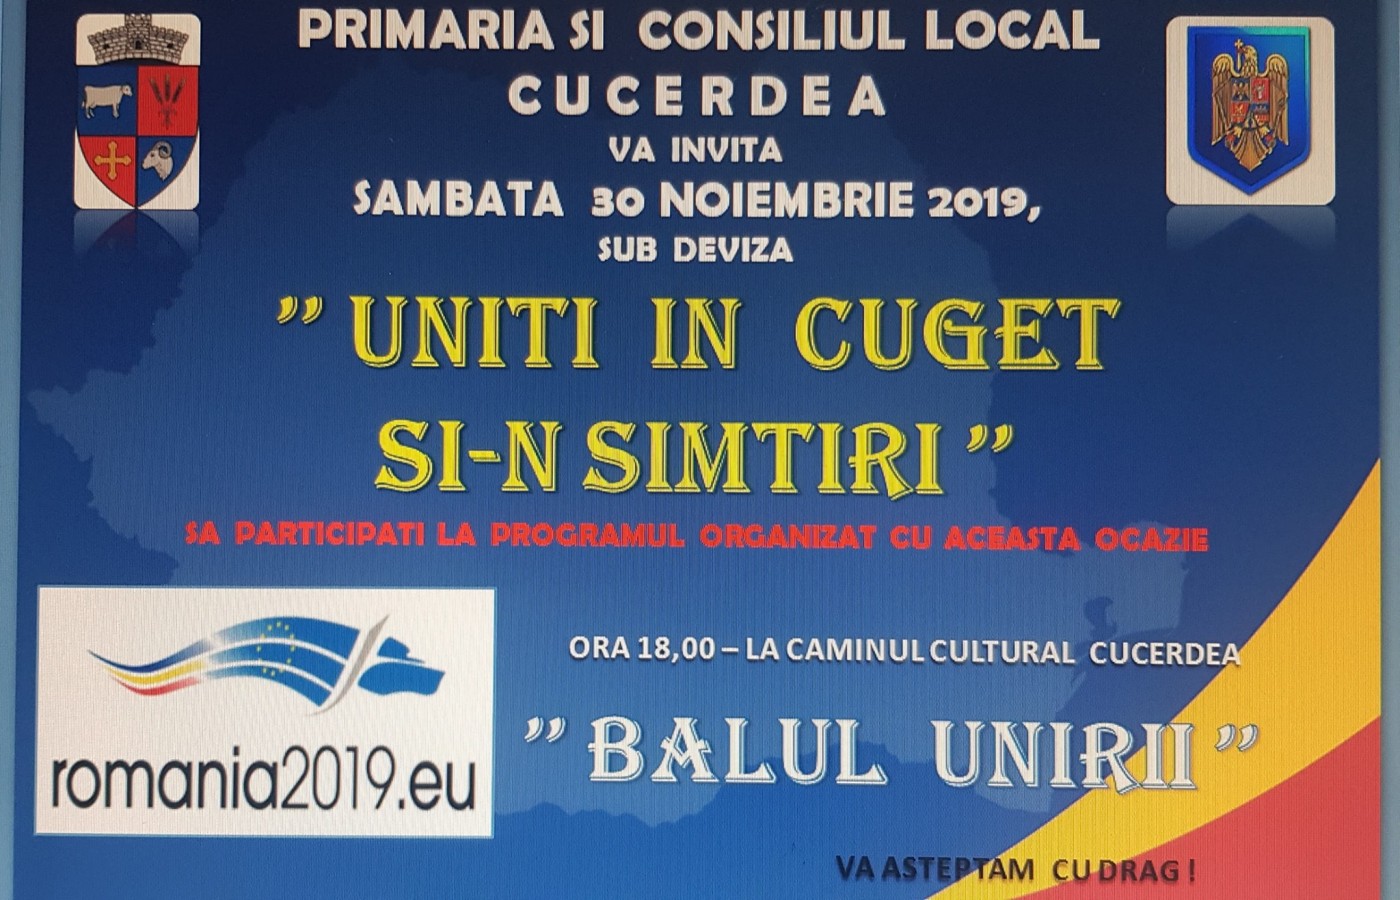 PRIMARIA SI CONSILIUL LOCAL
CUCERDEA
VA INVITA
SAMBATA 30 NOIEMBRIE 2019,
SUB DEVIZA
” UNITI IN CUGET
SI-N SIMTIRI ”
SA PARTICIPATI LA PROGRAMUL ORGANIZAT CU ACEASTA OCAZIE
ORA 18,00 – LA CAMINUL CULTURAL CUCERDEA
” BALUL UNIRII ”
romania2019.eu
VA ASTEPTAM CU DRAG !